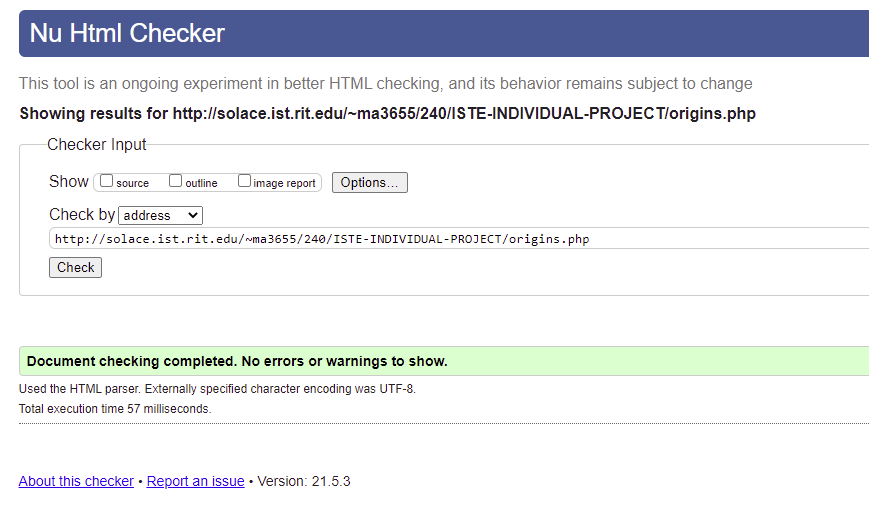 Nu Html Checker
This tool is an ongoing experiment in better HTML checking, and its behavior remains subject to change
Showing results for http://solace.ist.rit.edu/~ma3655/240/ISTE-INDIVIDUAL-PROJECT/origins.php
Checker Input
Show source outline image report Options...
Check by address
http://solace.ist.rit.edu/~ma3655/240/ISTE-INDIVIDUAL-PROJECT/origins.php
Check
Document checking completed. No errors or warnings to show.
Used the HTML parser. Externally specified character encoding was UTF-8.
Total execution time 57 milliseconds.
About this checker • Report an issue • Version: 21.5.3